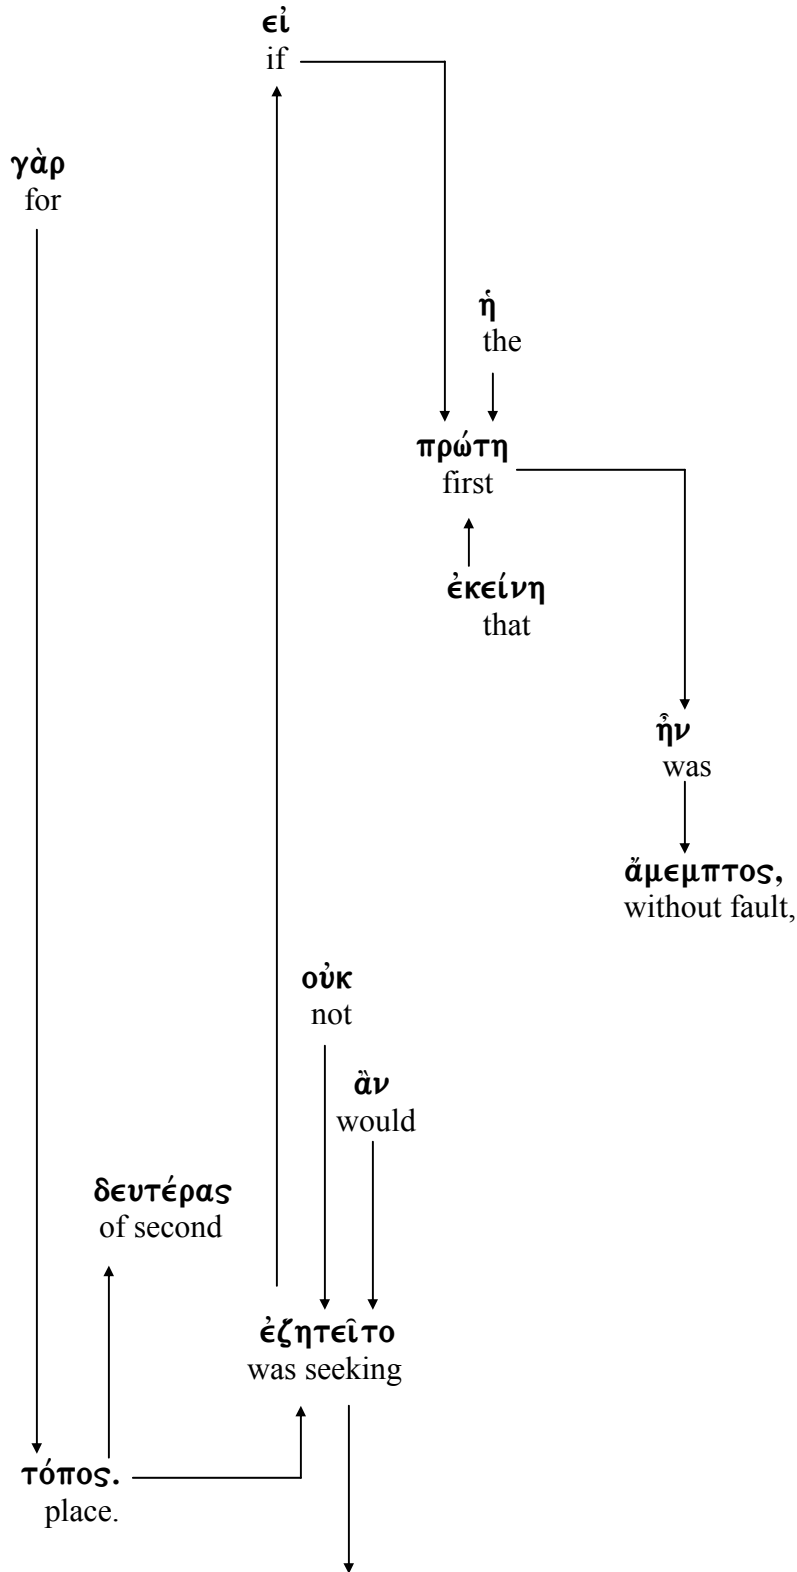 εἰ
if
γὰρ
for
ἡ
the
πρώτη
first
ἐκείνη
that
ἦν
was
ἄμεμπτος,
without fault,
οὐκ
not
ἂν
would
δευτέρας
of second
ἐζητεῖτο
was seeking
τόπος.
place.